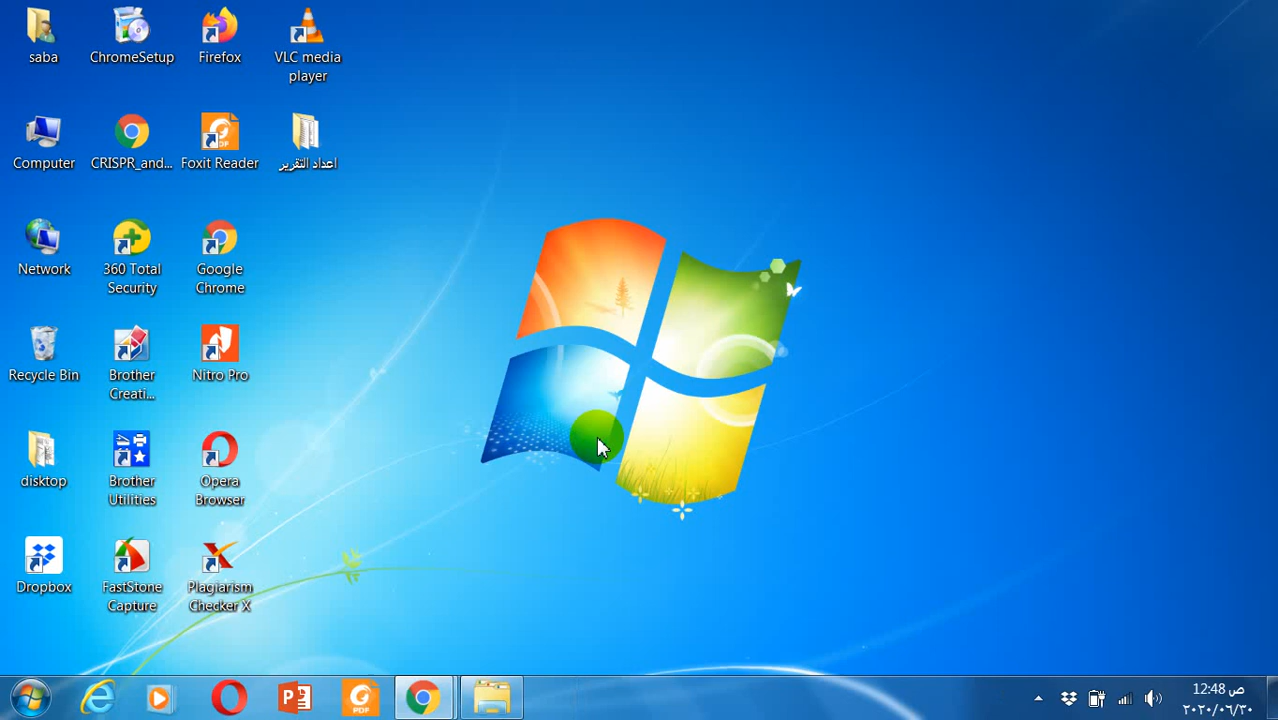 saba
ChromeSetup
Firefox
VLC media
player
Computer
CRISPR_and...
Foxit Reader
اعداد التقرير
Network
360 Total
Security
Google
Chrome
Recycle Bin
Brother
Creati...
Nitro Pro
disktop
Brother
Utilities
Opera
Browser
Dropbox
FastStone
Capture
Plagiarism
Checker X
12:48 ص
٢٠٢٠/٠٦/٣٠